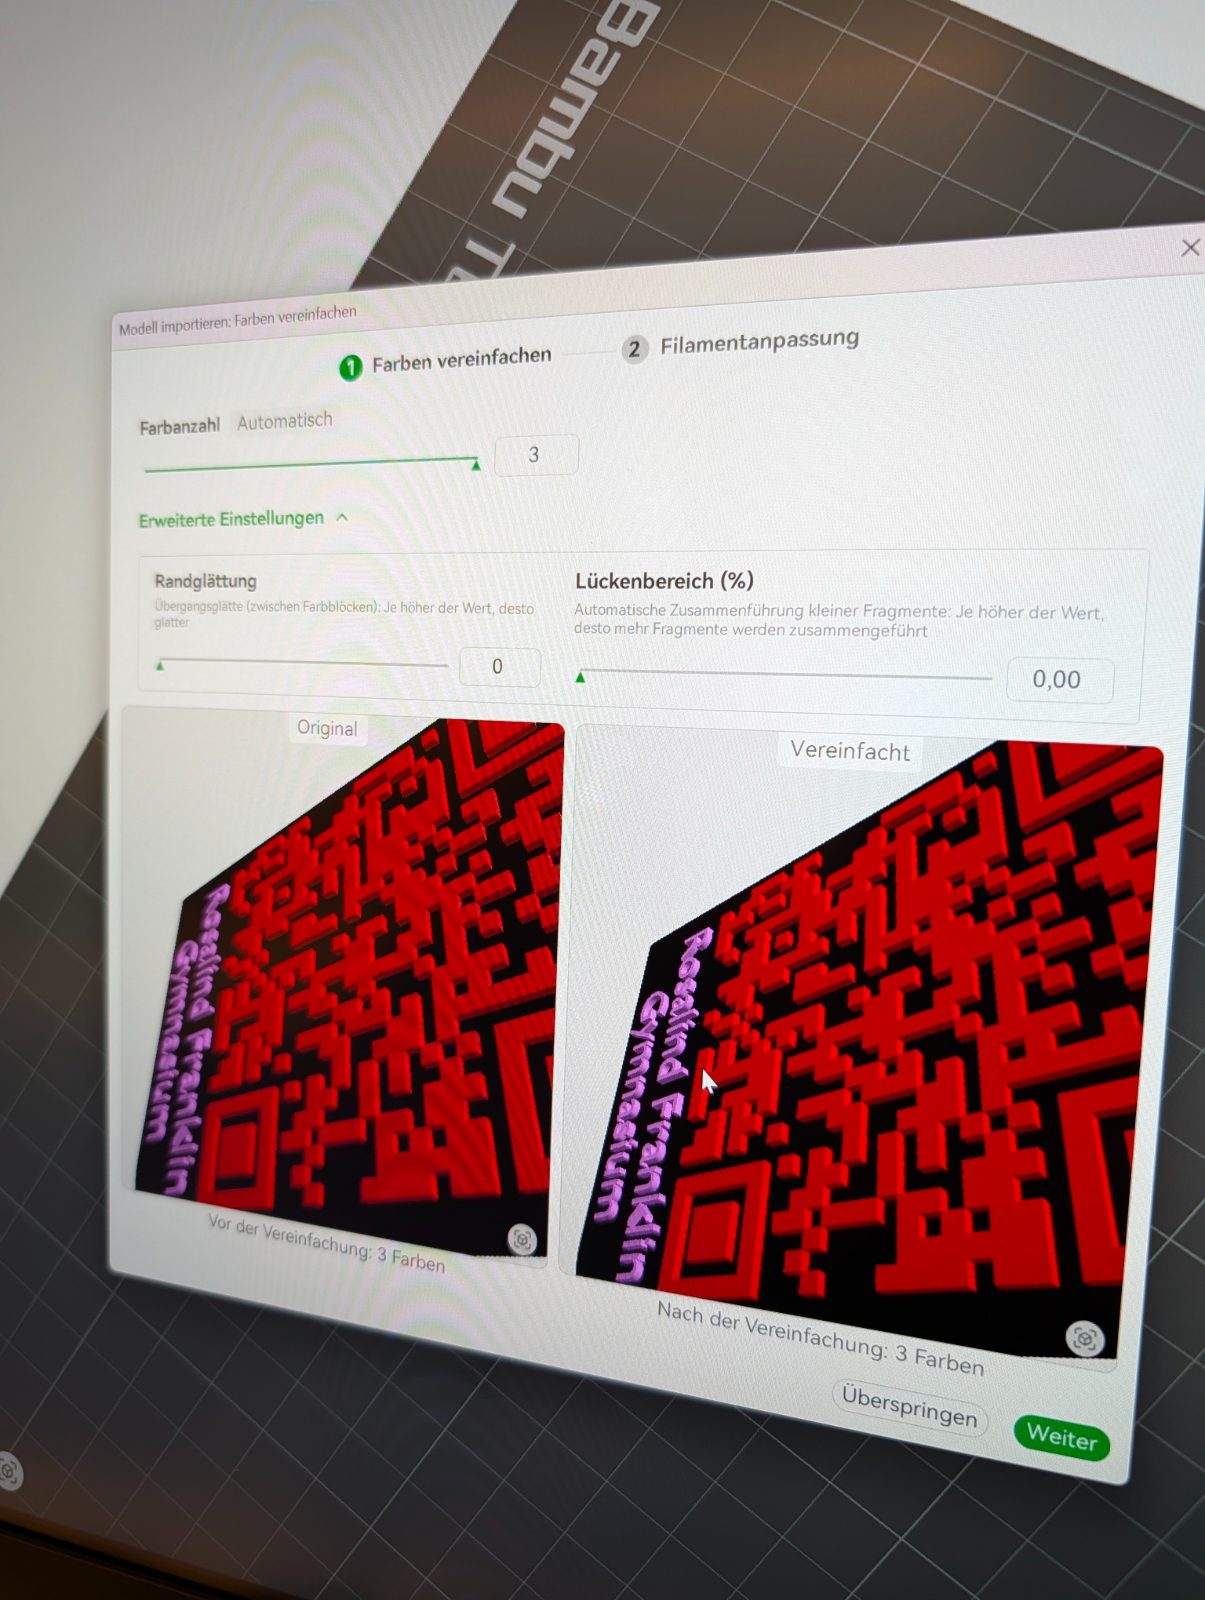 Bambu
Modell importieren: Farben vereinfachen
1 Farben vereinfachen
2 Filamentanpassung
Farbanzahl Automatisch
3
Erweiterte Einstellungen
Randglättung
Übergangsglätte (zwischen Farbblöcken): Je höher der Wert, desto
glatter
0
Lückenbereich (%)
Automatische Zusammenführung kleiner Fragmente: Je höher der Wert,
desto mehr Fragmente werden zusammengeführt
0,00
Original
Rosalind Franklin
Gymnasium
Vor der Vereinfachung: 3 Farben
Vereinfacht
Rosalind Franklin
Gymnasium
Nach der Vereinfachung: 3 Farben
Überspringen
Weiter